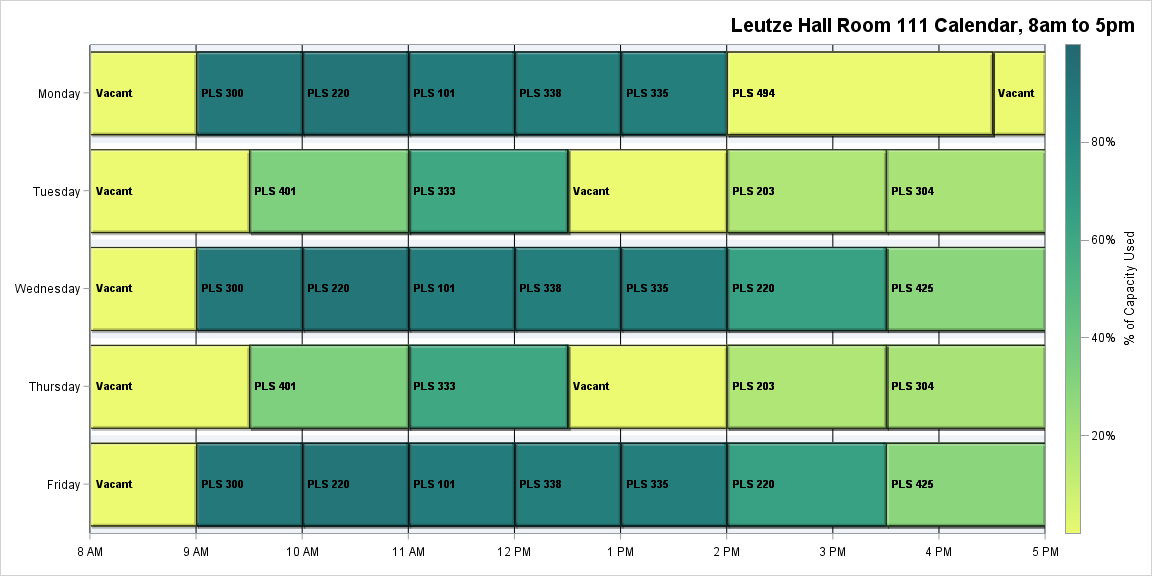 Leutze Hall Room 111 Calendar, 8am to 5pm
Monday
Vacant
PLS 300
PLS 220
PLS 101
PLS 338
PLS 335
PLS 494
Vacant
Tuesday
Vacant
PLS 401
PLS 333
Vacant
PLS 203
PLS 304
Wednesday
Vacant
PLS 300
PLS 220
PLS 101
PLS 338
PLS 335
PLS 220
PLS 425
Thursday
Vacant
PLS 401
PLS 333
Vacant
PLS 203
PLS 304
Friday
Vacant
PLS 300
PLS 220
PLS 101
PLS 338
PLS 335
PLS 220
PLS 425
8 AM
9 AM
10 AM
11 AM
12 PM
1 PM
2 PM
3 PM
4 PM
5 PM
80%
60%
40%
20%
% of Capacity Used